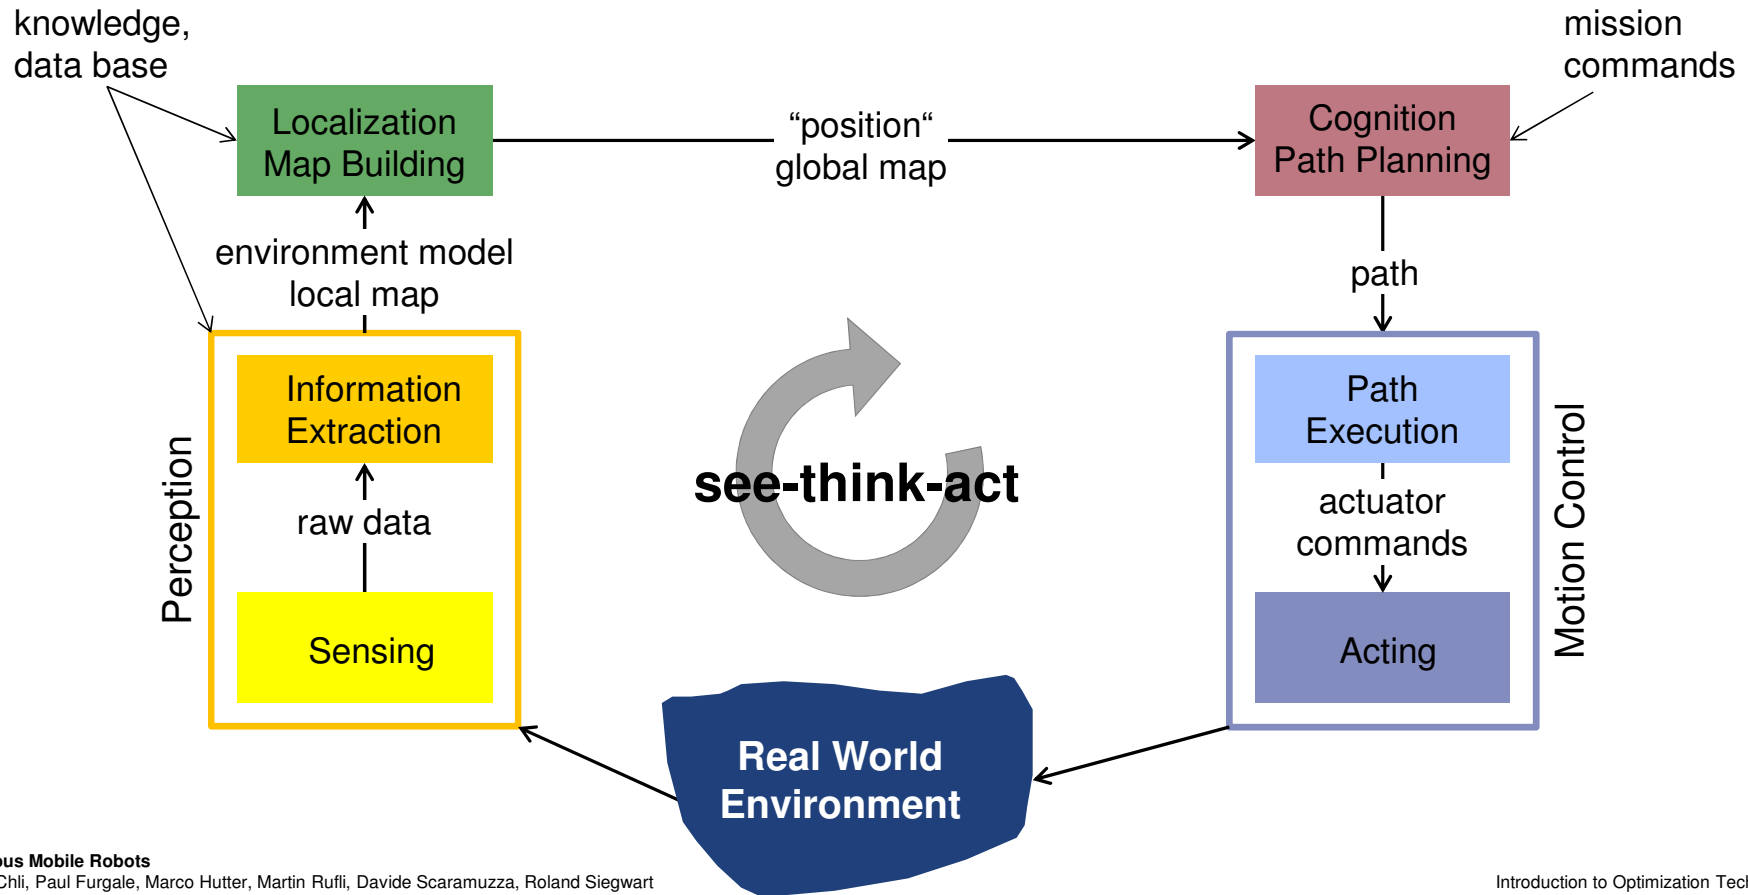 knowledge,
data base
mission
commands
Localization
Map Building
“position“
global map
Cognition
Path Planning
environment model
local map
path
Perception
Information
Extraction
raw data
Sensing
see-think-act
Path
Execution
actuator
commands
Acting
Motion Control
Real World
Environment
Mobile Robots
Chli, Paul Furgale, Marco Hutter, Martin Rufli, Davide Scaramuzza, Roland Siegwart
Introduction to Optimization